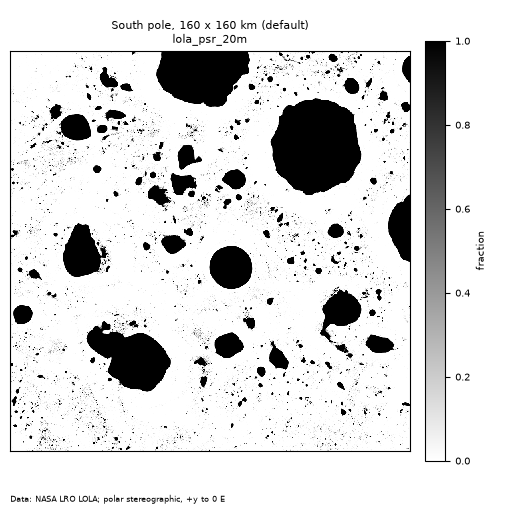 South pole, 160 x 160 km (default)
lola_psr_20m
1.0
0.8
0.6
0.4
0.2
0.0
fraction
Data: NASA LRO LOLA; polar stereographic, +y to 0 E